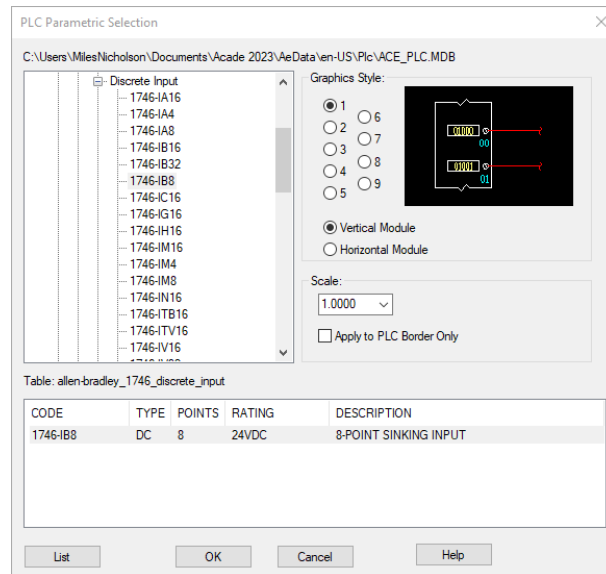 PLC Parametric Selection
C:\Users\MilesNicholson\Documents\Acade 2023\AeData\en-US\Plc\ACE_PLC.MDB
Discrete Input
1746-IA16
1746-IA4
1746-IA8
1746-IB16
1746-IB32
1746-IB8
1746-IC16
1746-IG16
1746-IH16
1746-IM16
1746-IM4
1746-IM8
1746-IN16
1746-ITB16
1746-ITV16
1746-IV16
Graphics Style:
1
2
3
4
5
6
7
8
9
01000
00
01001
01
Vertical Module
Horizontal Module
Scale:
1.0000
Apply to PLC Border Only
Table: allen-bradley_1746_discrete_input
CODE TYPE POINTS RATING DESCRIPTION
1746-IB8 DC 8 24VDC 8-POINT SINKING INPUT
List OK Cancel Help